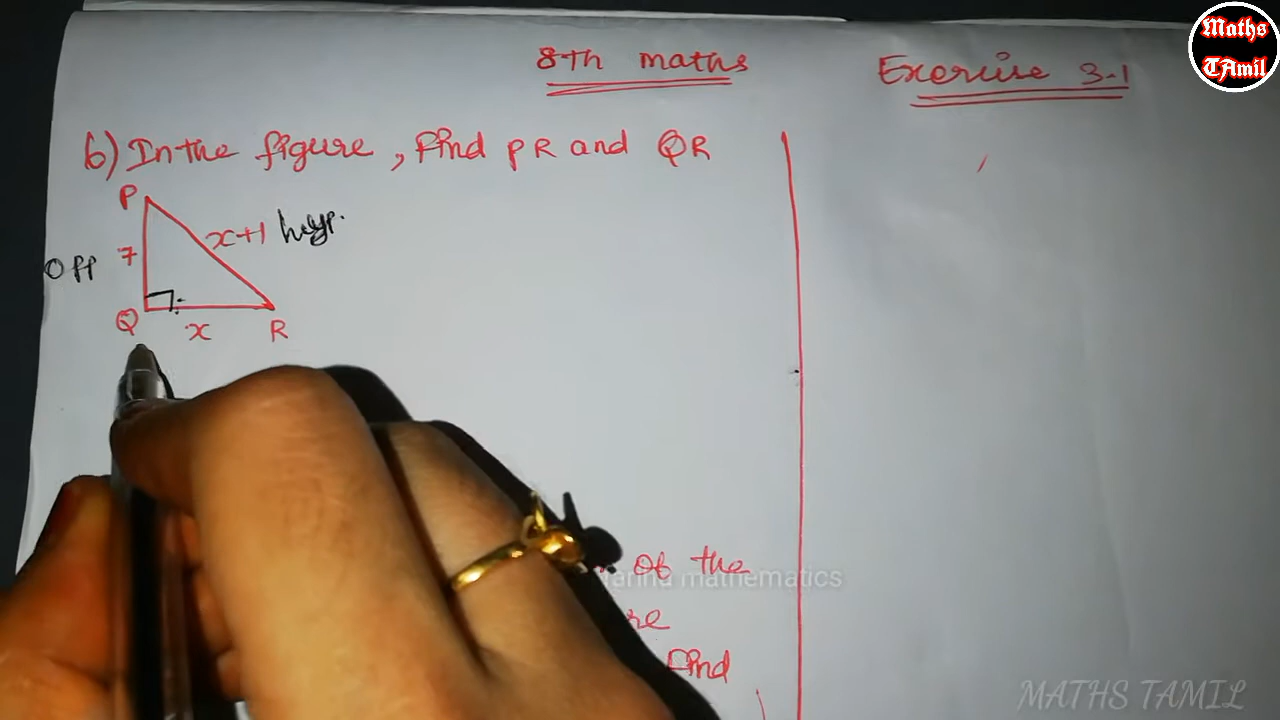 Maths
TAmil
8th maths
Exercise 3.1
6) In the figure, Find PR and QR
P
x+1 hyp.
7
opp
Q
x
R
of the
mathematics
Find
MATHS TAMIL